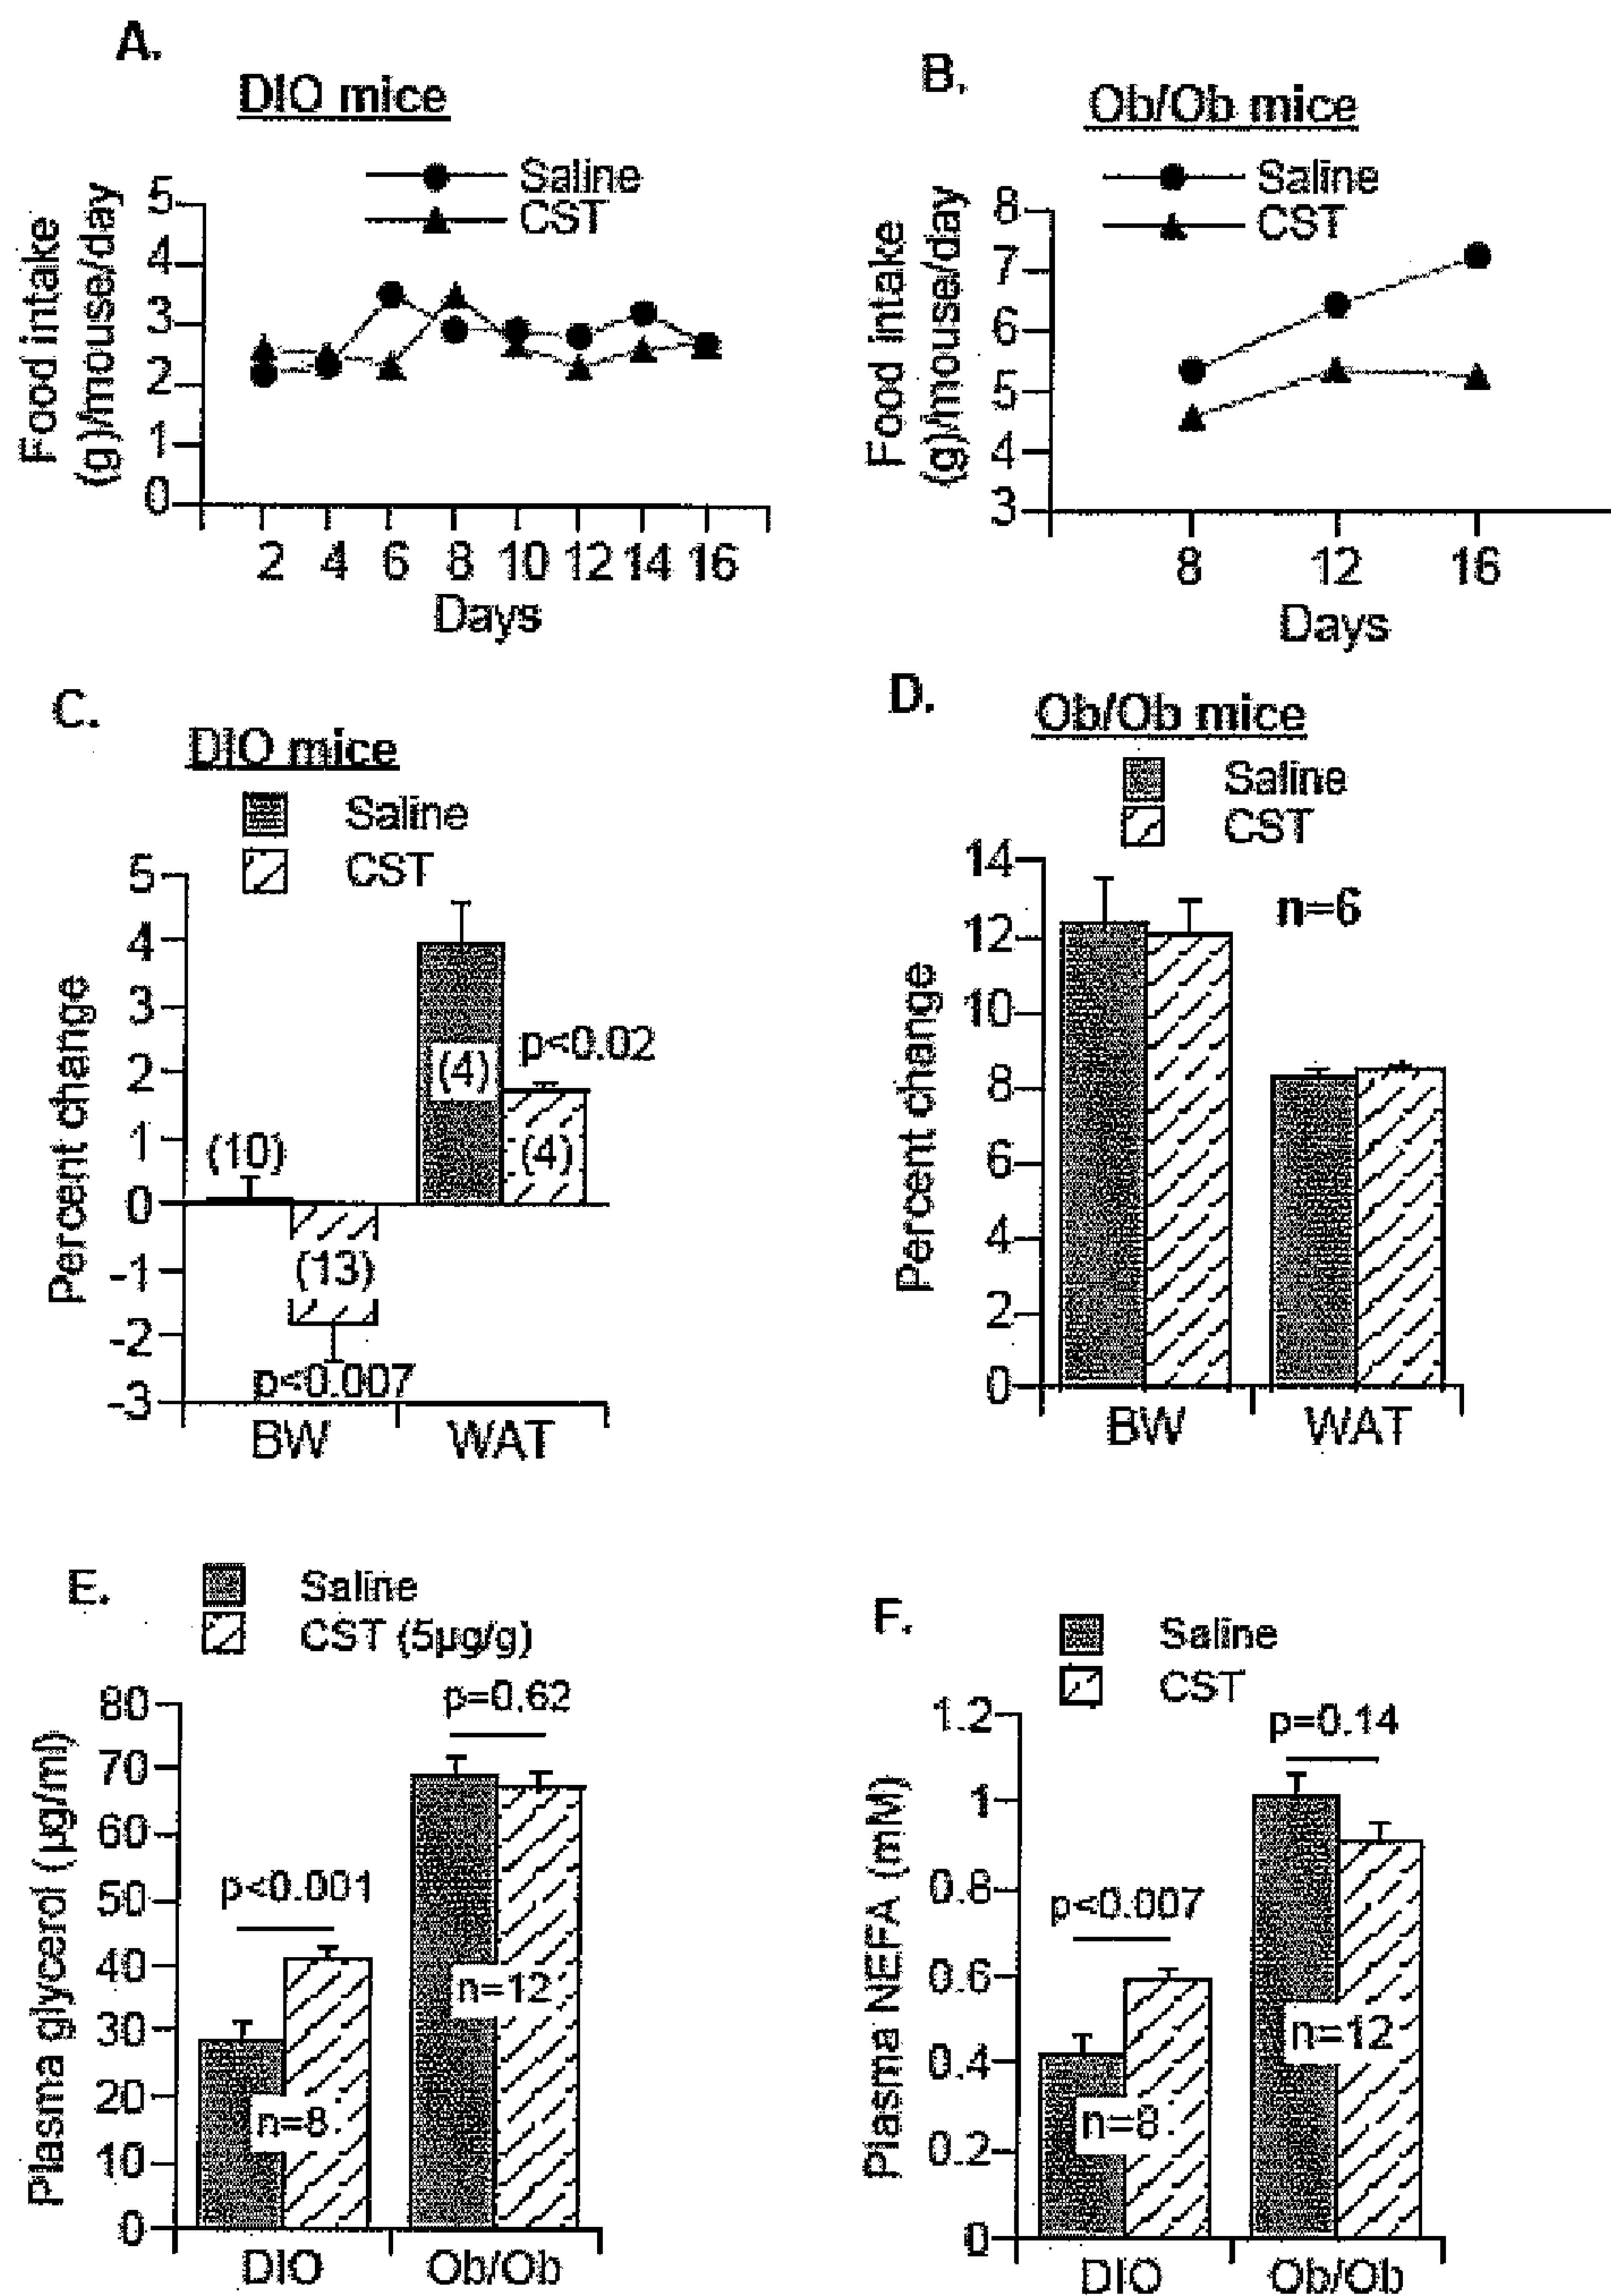 A.
DIO mice
Saline
CST
Food intake
(g)/mouse/day
5
4
3
2
1
0
2 4 6 8 10 12 14 16
Days
B.
Ob/Ob mice
Saline
CST
Food intake
(g)/mouse/day
8
7
6
5
4
3
8 12 16
Days
C.
DIO mice
Saline
CST
Percent change
5
4
3
2
1
0
-1
-2
-3
(10)
(13)
p<0.007
(4)
p<0.02
(4)
BW WAT
D.
Ob/Ob mice
Saline
CST
n=6
Percent change
14
12
10
8
6
4
2
0
BW WAT
E.
Saline
CST (5µg/g)
Plasma glycerol (µg/ml)
80
70
60
50
40
30
20
10
0
p<0.001
p=0.62
n=8
n=12
DIO Ob/Ob
F.
Saline
CST
Plasma NEFA (mM)
1.2
1
0.8
0.6
0.4
0.2
0
p<0.007
p=0.14
n=8
n=12
DIO Ob/Ob